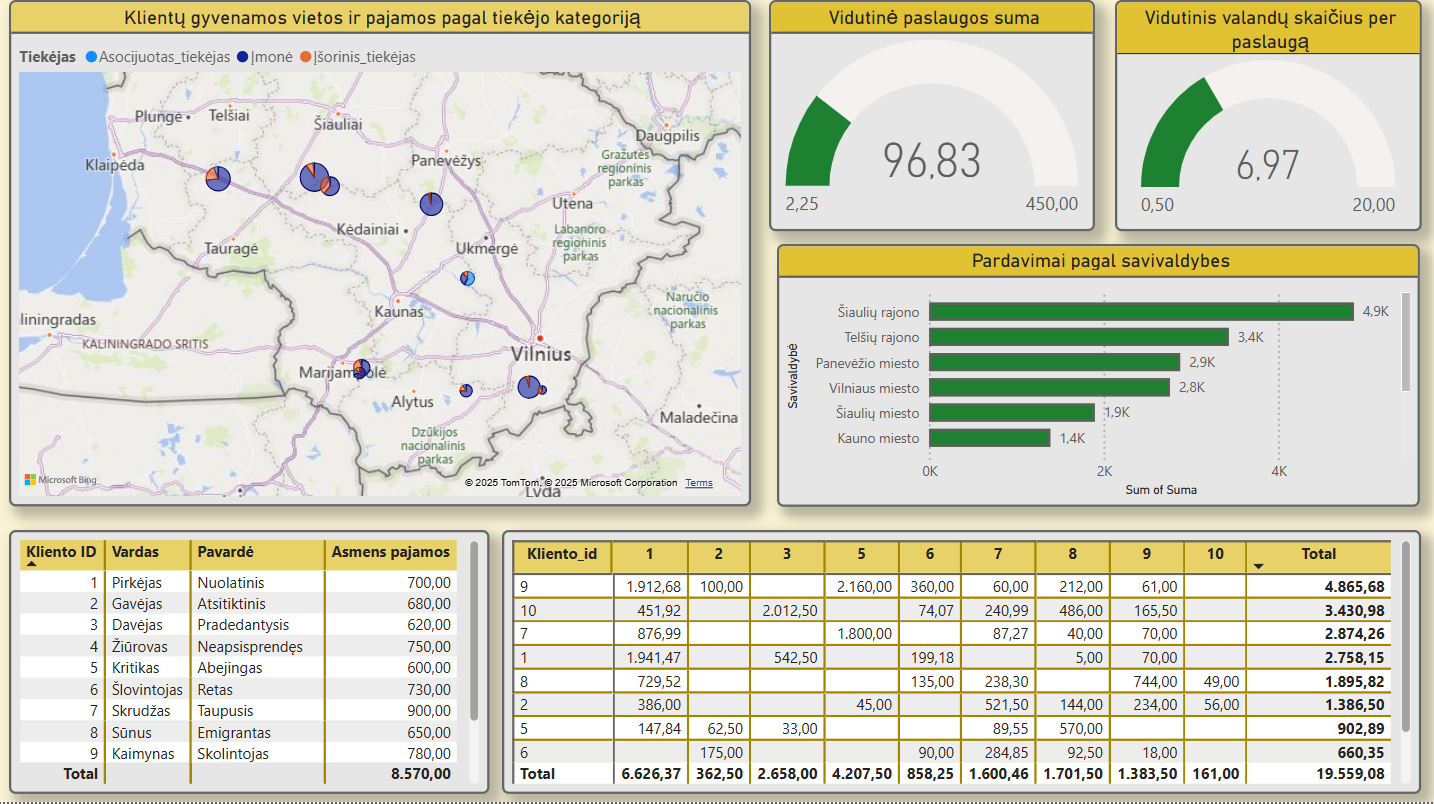 Klientų gyvenamos vietos ir pajamos pagal tiekėjo kategoriją
Tiekėjas Asocijuotas_tiekėjas Įmonė Išorinis_tiekėjas
Plungė
Telšiai
Šiauliai
Daugpilis
Klaipėda
Panevėžys
Gražutės
regioninis
parkas
Utena
Kėdainiai
Labanoro
regioninis
parkas
Tauragė
Ukmergė
Kaunas
Naručio
nacionalinis
parkas
liningradas
KALININGRADO SRITIS
Vilnius
Alytus
Maladečina
Dzūkijos
nacionalinis
parkas
Microsoft Bing
© 2025 TomTom, © 2025 Microsoft Corporation Terms
Lyda
Vidutinė paslaugos suma
96,83
2,25 450,00
Vidutinis valandų skaičius per
paslaugą
6,97
0,50 20,00
Pardavimai pagal savivaldybes
Savivaldybė
Šiaulių rajono 4,9K
Telšių rajono 3,4K
Panevėžio miesto 2,9K
Vilniaus miesto 2,8K
Šiaulių miesto 1,9K
Kauno miesto 1,4K
0K 2K 4K
Sum of Suma
Kliento ID Vardas Pavardė Asmens pajamos
1 Pirkėjas Nuolatinis 700,00
2 Gavėjas Atsitiktinis 680,00
3 Davėjas Pradedantysis 620,00
4 Žiūrovas Neapsisprendęs 750,00
5 Kritikas Abejingas 600,00
6 Šlovintojas Retas 730,00
7 Skrudžas Taupusis 900,00
8 Sūnus Emigrantas 650,00
9 Kaimynas Skolintojas 780,00
Total 8.570,00
Kliento_id 1 2 3 5 6 7 8 9 10 Total
9 1.912,68 100,00 2.160,00 360,00 60,00 212,00 61,00 4.865,68
10 451,92 2.012,50 74,07 240,99 486,00 165,50 3.430,98
7 876,99 1.800,00 87,27 40,00 70,00 2.874,26
1 1.941,47 542,50 199,18 5,00 70,00 2.758,15
8 729,52 135,00 238,30 744,00 49,00 1.895,82
2 386,00 45,00 521,50 144,00 234,00 56,00 1.386,50
5 147,84 62,50 33,00 89,55 570,00 902,89
6 175,00 90,00 284,85 92,50 18,00 660,35
Total 6.626,37 362,50 2.658,00 4.207,50 858,25 1.600,46 1.701,50 1.383,50 161,00 19.559,08